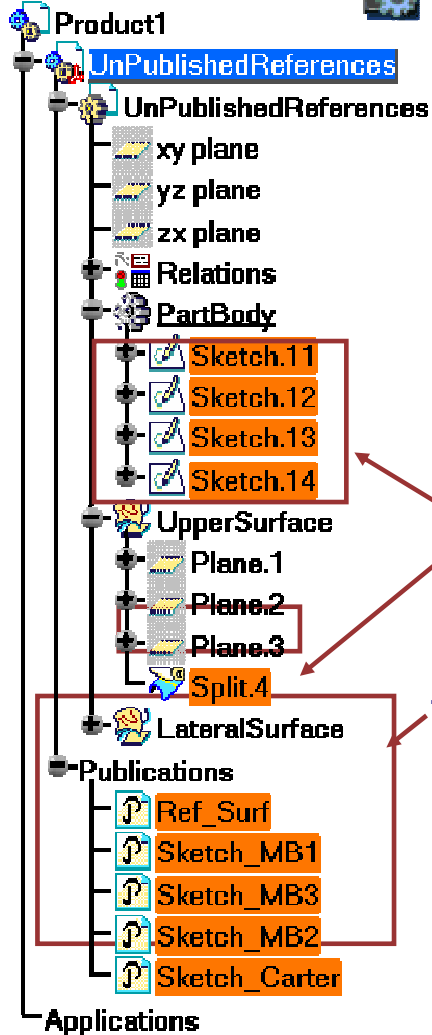 Product1
UnPublishedReferences
UnPublishedReferences
xy plane
yz plane
zx plane
Relations
PartBody
Sketch.11
Sketch.12
Sketch.13
Sketch.14
UpperSurface
Plane.1
Plane.2
Plane.3
Split.4
LateralSurface
Publications
Ref_Surf
Sketch_MB1
Sketch_MB3
Sketch_MB2
Sketch_Carter
Applications